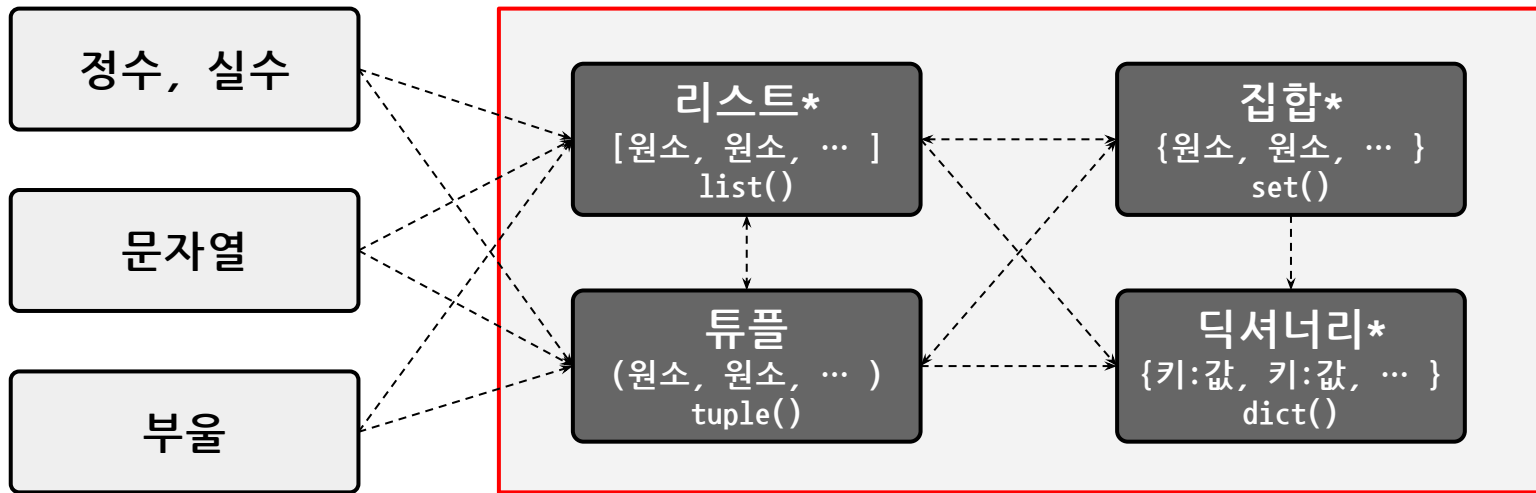 정수, 실수
문자열
부울
리스트*
[원소, 원소, … ]
list()
튜플
(원소, 원소, … )
tuple()
집합*
{원소, 원소, … }
set()
딕셔너리*
{키:값, 키:값, … }
dict()